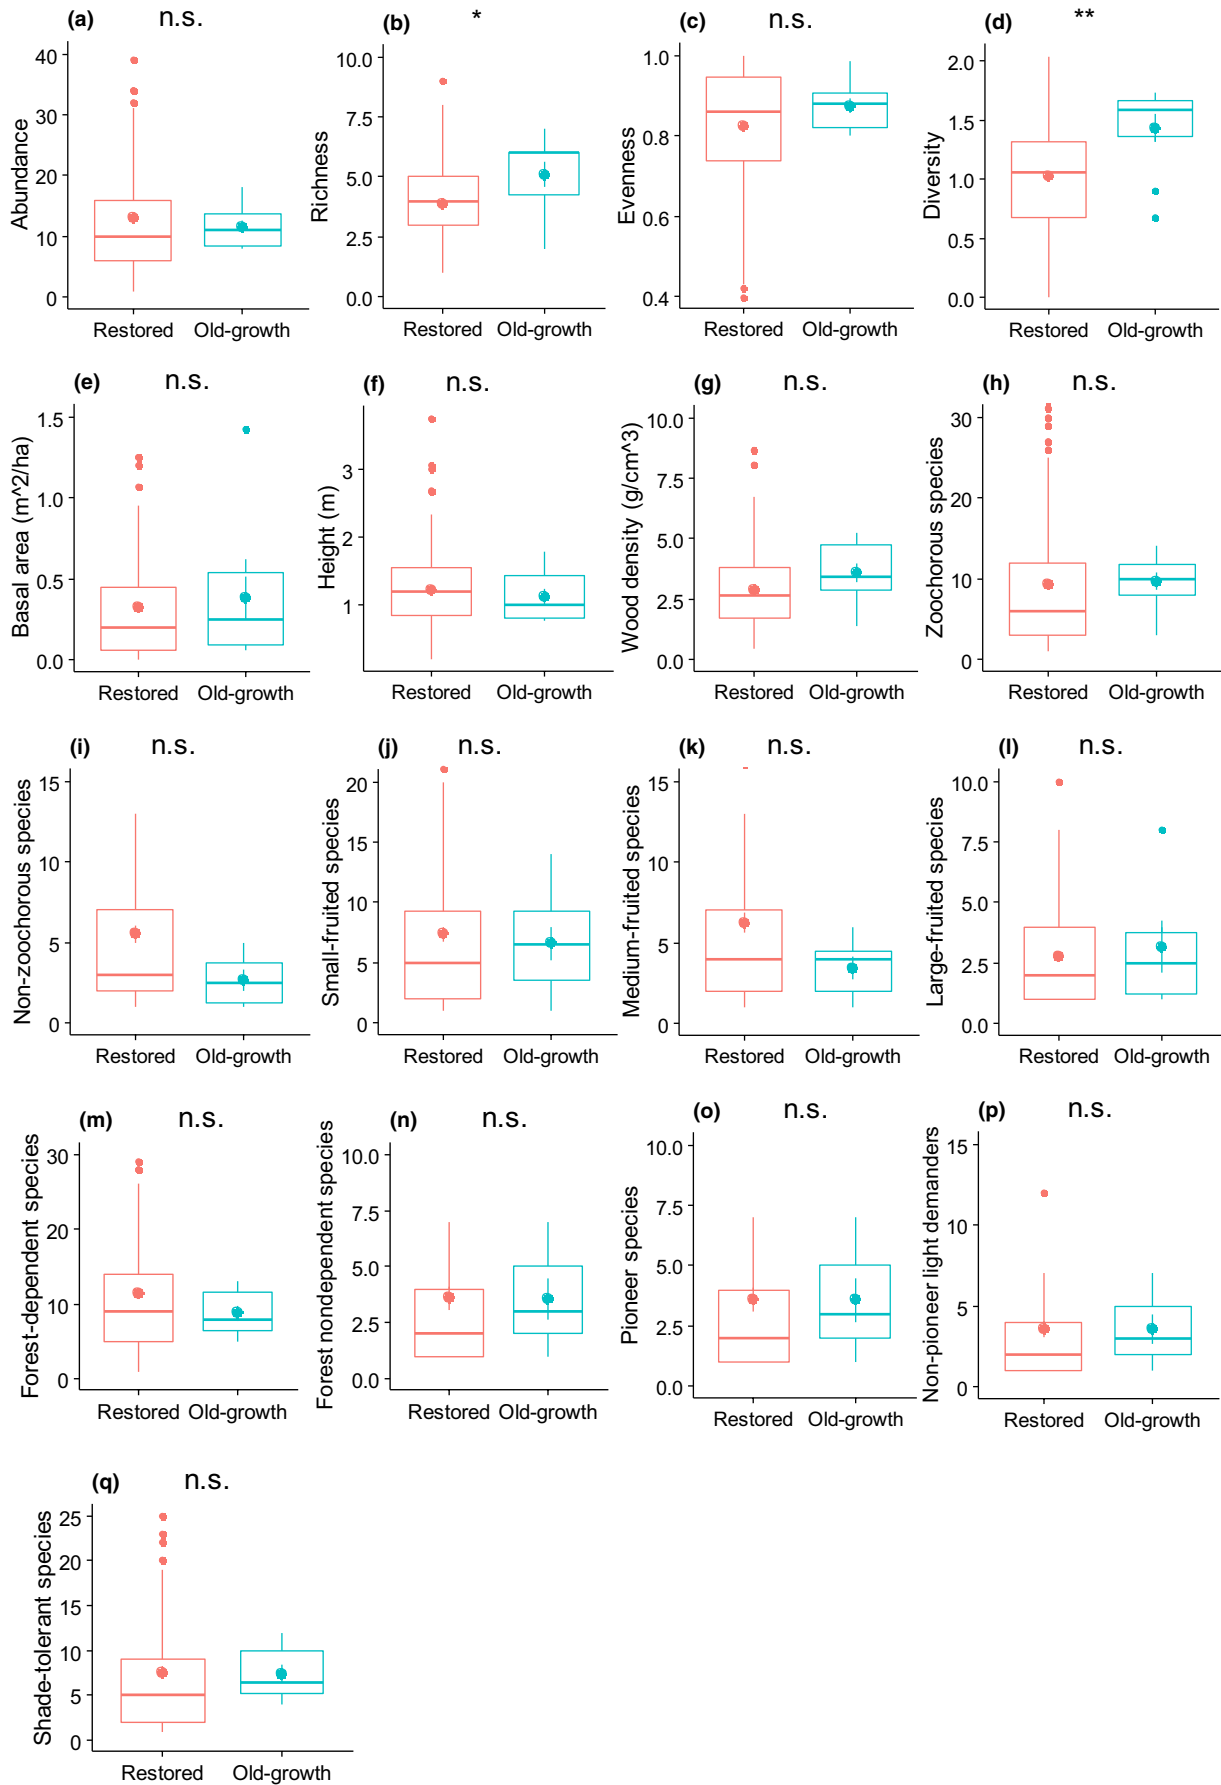 (a) n.s.
Abundance
40
30
20
10
0
Restored Old-growth
(b) *
Richness
10.0
7.5
5.0
2.5
0.0
Restored Old-growth
(c) n.s.
Evenness
1.0
0.8
0.6
0.4
Restored Old-growth
(d) **
Diversity
2.0
1.5
1.0
0.5
0.0
Restored Old-growth
(e) n.s.
Basal area (m^2/ha)
1.5
1.0
0.5
0.0
Restored Old-growth
(f) n.s.
Height (m)
3
2
1
Restored Old-growth
(g) n.s.
Wood density (g/cm^3)
10.0
7.5
5.0
2.5
0.0
Restored Old-growth
(h) n.s.
Zoochorous species
30
20
10
0
Restored Old-growth
(i) n.s.
Non-zoochorous species
15
10
5
0
Restored Old-growth
(j) n.s.
Small-fruited species
20
15
10
5
0
Restored Old-growth
(k) n.s.
Medium-fruited species
15
10
5
0
Restored Old-growth
(l) n.s.
Large-fruited species
10.0
7.5
5.0
2.5
0.0
Restored Old-growth
(m) n.s.
Forest-dependent species
30
20
10
0
Restored Old-growth
(n) n.s.
Forest nondependent species
10.0
7.5
5.0
2.5
0.0
Restored Old-growth
(o) n.s.
Pioneer species
10.0
7.5
5.0
2.5
0.0
Restored Old-growth
(p) n.s.
Non-pioneer light demanders
15
10
5
0
Restored Old-growth
(q) n.s.
Shade-tolerant species
25
20
15
10
5
0
Restored Old-growth